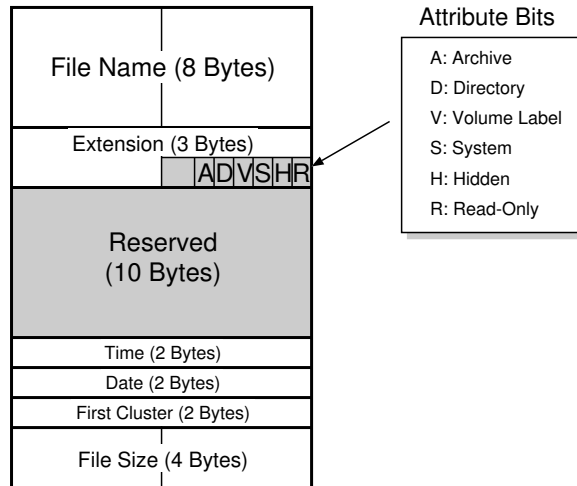 File Name (8 Bytes)
Extension (3 Bytes)
A D V S H R
Reserved
(10 Bytes)
Time (2 Bytes)
Date (2 Bytes)
First Cluster (2 Bytes)
File Size (4 Bytes)
Attribute Bits
A: Archive
D: Directory
V: Volume Label
S: System
H: Hidden
R: Read-Only